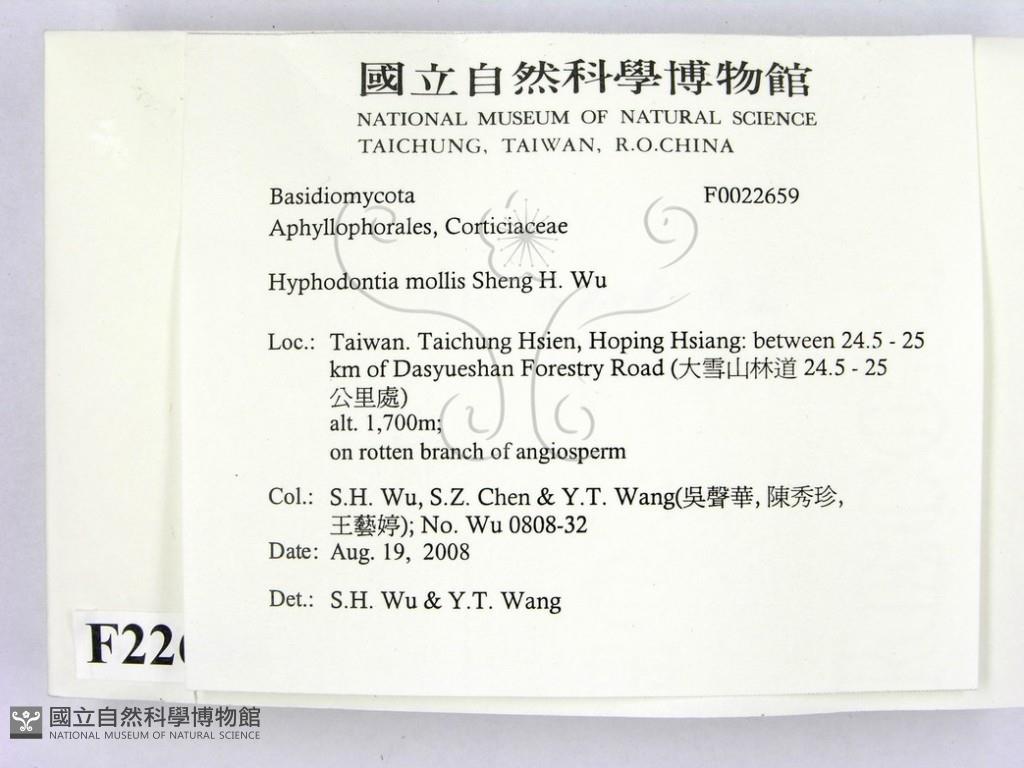 國立自然科學博物館
NATIONAL MUSEUM OF NATURAL SCIENCE
TAICHUNG, TAIWAN, R.O.CHINA
Basidiomycota F0022659
Aphyllophorales, Corticiaceae
Hyphodontia mollis Sheng H. Wu
Loc.: Taiwan. Taichung Hsien, Hoping Hsiang: between 24.5 - 25
km of Dasyueshan Forestry Road (大雪山林道 24.5 - 25
公里處)
alt. 1,700m;
on rotten branch of angiosperm
Col.: S.H. Wu, S.Z. Chen & Y.T. Wang(吳聲華, 陳秀珍,
王藝婷); No. Wu 0808-32
Date: Aug. 19, 2008
Det.: S.H. Wu & Y.T. Wang
國立自然科學博物館
NATIONAL MUSEUM OF NATURAL SCIENCE